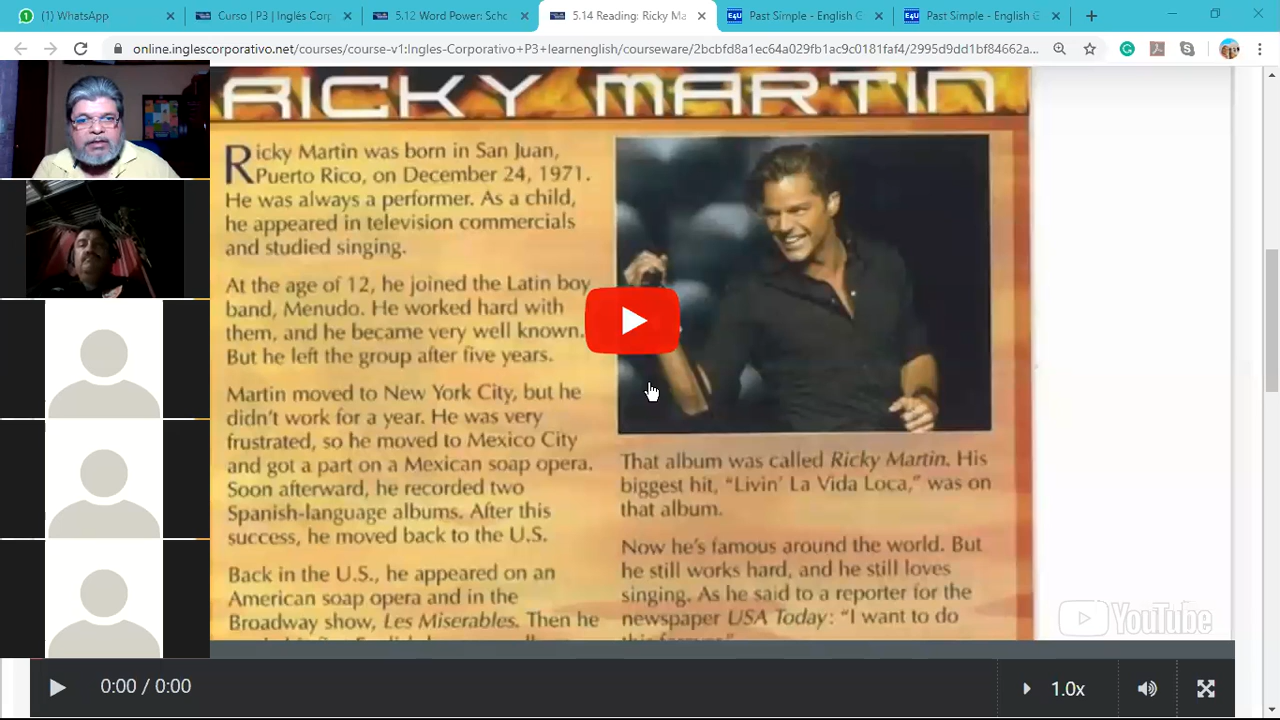 (1) WhatsApp
Curso | P3 | Inglés Corp
5.12 Word Power: Scho
5.14 Reading: Ricky Ma
Past Simple - English G
Past Simple - English G
online.inglescorporativo.net/courses/course-v1:Ingles-Corporativo+P3+learnenglish/courseware/2bcbfd8a1ec64a029f01ac9c0181faf4/2995d9dd1bf84662a...
RICKY MARTIN
Ricky Martin was born in San Juan,
Puerto Rico, on December 24, 1971.
He was always a performer. As a child,
he appeared in television commercials
and studied singing.
At the age of 12, he joined the Latin boy
band, Menudo. He worked hard with
them, and he became very well known.
But he left the group after five years.
Martin moved to New York City, but he
didn't work for a year. He was very
frustrated, so he moved to Mexico City
and got a part on a Mexican soap opera.
Soon afterward, he recorded two
Spanish-language albums. After this
success, he moved back to the U.S.
Back in the U.S., he appeared on an
American soap opera and in the
Broadway show, Les Miserables. Then he
That album was called Ricky Martin. His
biggest hit, "Livin' La Vida Loca," was on
that album.
Now he's famous around the world. But
he still works hard, and he still loves
singing. As he said to a reporter for the
newspaper USA Today: "I want to do
YouTube
0:00 / 0:00
1.0x